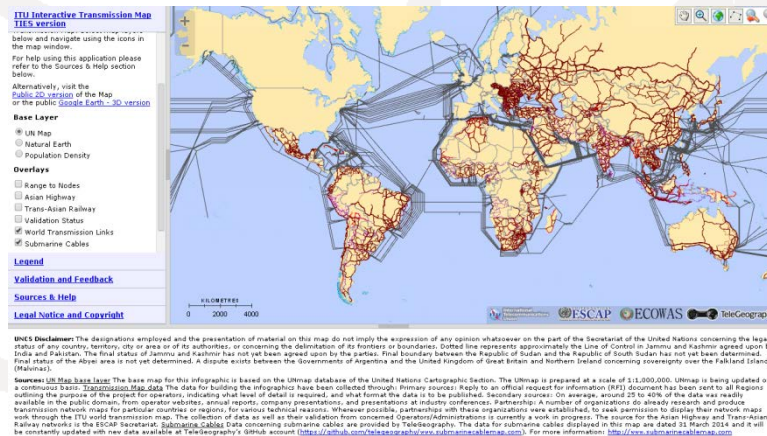 ITU Interactive Transmission Map
TIES version
below and navigate using the icons in
the map window.
For help using this application please
refer to the Sources & Help section
below.
Alternatively, visit the
Public 2D version of the Map
or the public Google Earth - 3D version
Base Layer
UN Map
Natural Earth
Population Density
Overlays
Range to Nodes
Asian Highway
Trans-Asian Railway
Validation Status
World Transmission Links
Submarine Cables
Legend
Validation and Feedback
Sources & Help
Legal Notice and Copyright
KILOMETRES
0 2000 4000
ESCAP ECOWAS TeleGeography
UNCS Disclaimer: The designations employed and the presentation of material on this map do not imply the expression of any opinion whatsoever on the part of the Secretariat of the United Nations concerning the lega
status of any country, territory, city or area or of its authorities, or concerning the delimitation of its frontiers or boundaries. Dotted line represents approximately the Line of Control in Jammu and Kashmir agreed upon b
India and Pakistan. The final status of Jammu and Kashmir has not yet been agreed upon by the parties. Final boundary between the Republic of Sudan and the Republic of South Sudan has not yet been determined.
Final status of the Abyei area is not yet determined. A dispute exists between the Governments of Argentina and the United Kingdom of Great Britain and Northern Ireland concerning sovereignty over the Falkland Island
(Malvinas).
Sources: UN Map base layer The base map for this infographic is based on the UNmap database of the United Nations Cartographic Section. The UNmap is prepared at a scale of 1:1,000,000. UNmap is being updated o
a continuous basis. Transmission Map data The data for building the infographics have been collected through: Primary sources: Reply to an official request for information (RFI) document has been sent to all Regions
outlining the purpose of the project for operators, indicating what level of detail is required, and what format the data is to be published. Secondary sources: On average, around 25 to 40% of the data was readily
available in the public domain, from operator websites, annual reports, company presentations, and presentations at industry conferences. Partnership: A number of organizations do already research and produce
transmission network maps for particular countries or regions, for various technical reasons. Wherever possible, partnerships with these organizations were established, to seek permission to display their network maps
work through the ITU world transmission map. The collection of data as well as their validation from concerned Operators/Administrations is currently a work in progress. The source for the Asian Highway and Trans-Asian
Railway networks is the ESCAP Secretariat. Submarine Cables Data concerning submarine cables are provided by TeleGeography. The data for submarine cables displayed in this map are dated 31 March 2014 and it will
be constantly updated with new data available at TeleGeography's GitHub account (https://github.com/telegeography/www.submarinecablemap.com). For more information: http://www.submarinecablemap.com